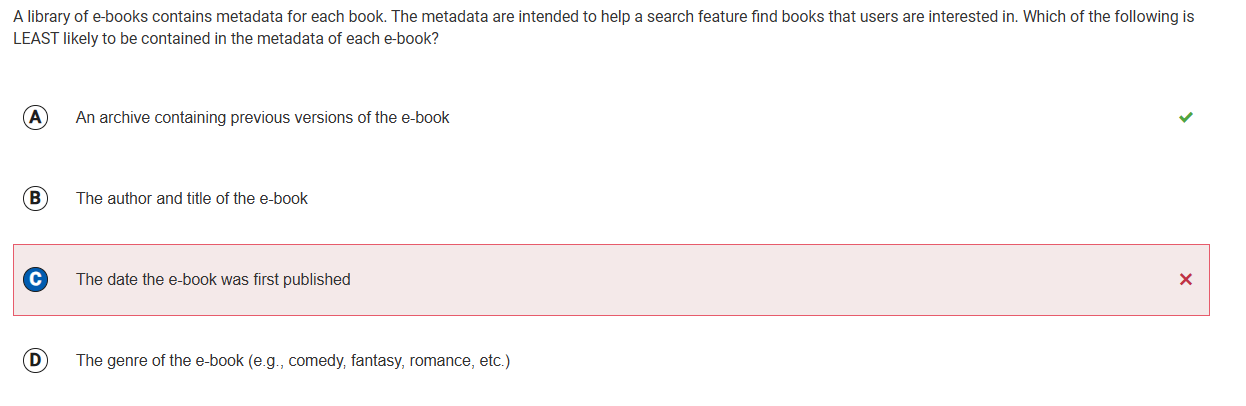 A library of e-books contains metadata for each book. The metadata are intended to help a search feature find books that users are interested in. Which of the following is
LEAST likely to be contained in the metadata of each e-book?
A An archive containing previous versions of the e-book
B The author and title of the e-book
C The date the e-book was first published
D The genre of the e-book (e.g., comedy, fantasy, romance, etc.)